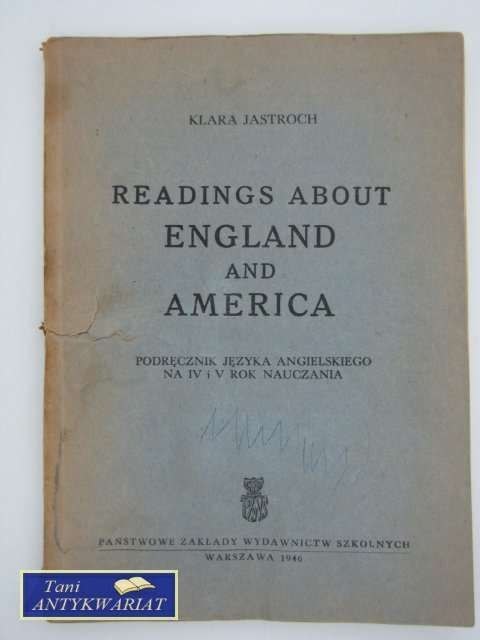 KLARA JASTROCH
READINGS ABOUT
ENGLAND
AND
AMERICA
PODRĘCZNIK JĘZYKA ANGIELSKIEGO
NA IV i V ROK NAUCZANIA
PAŃSTWOWE ZAKŁADY WYDAWNICTW SZKOLNYCH
WARSZAWA 1946
Tani
ANTYKWARIAT